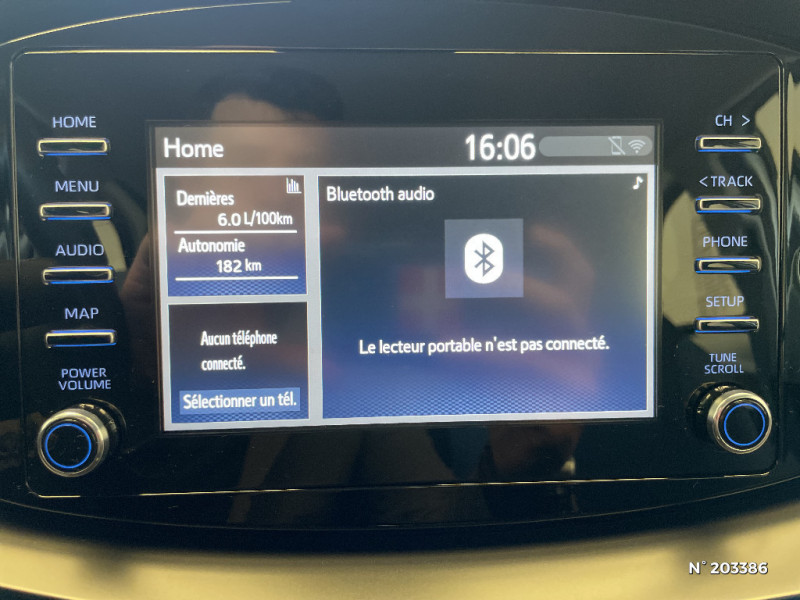 HOME
MENU
AUDIO
MAP
POWER
VOLUME
Home
16:06
Dernières
6.0 L/100km
Autonomie
182 km
Aucun téléphone
connecté.
Sélectionner un tél.
Bluetooth audio
Le lecteur portable n'est pas connecté.
CH >
< TRACK
PHONE
SETUP
TUNE
SCROLL
N° 203386